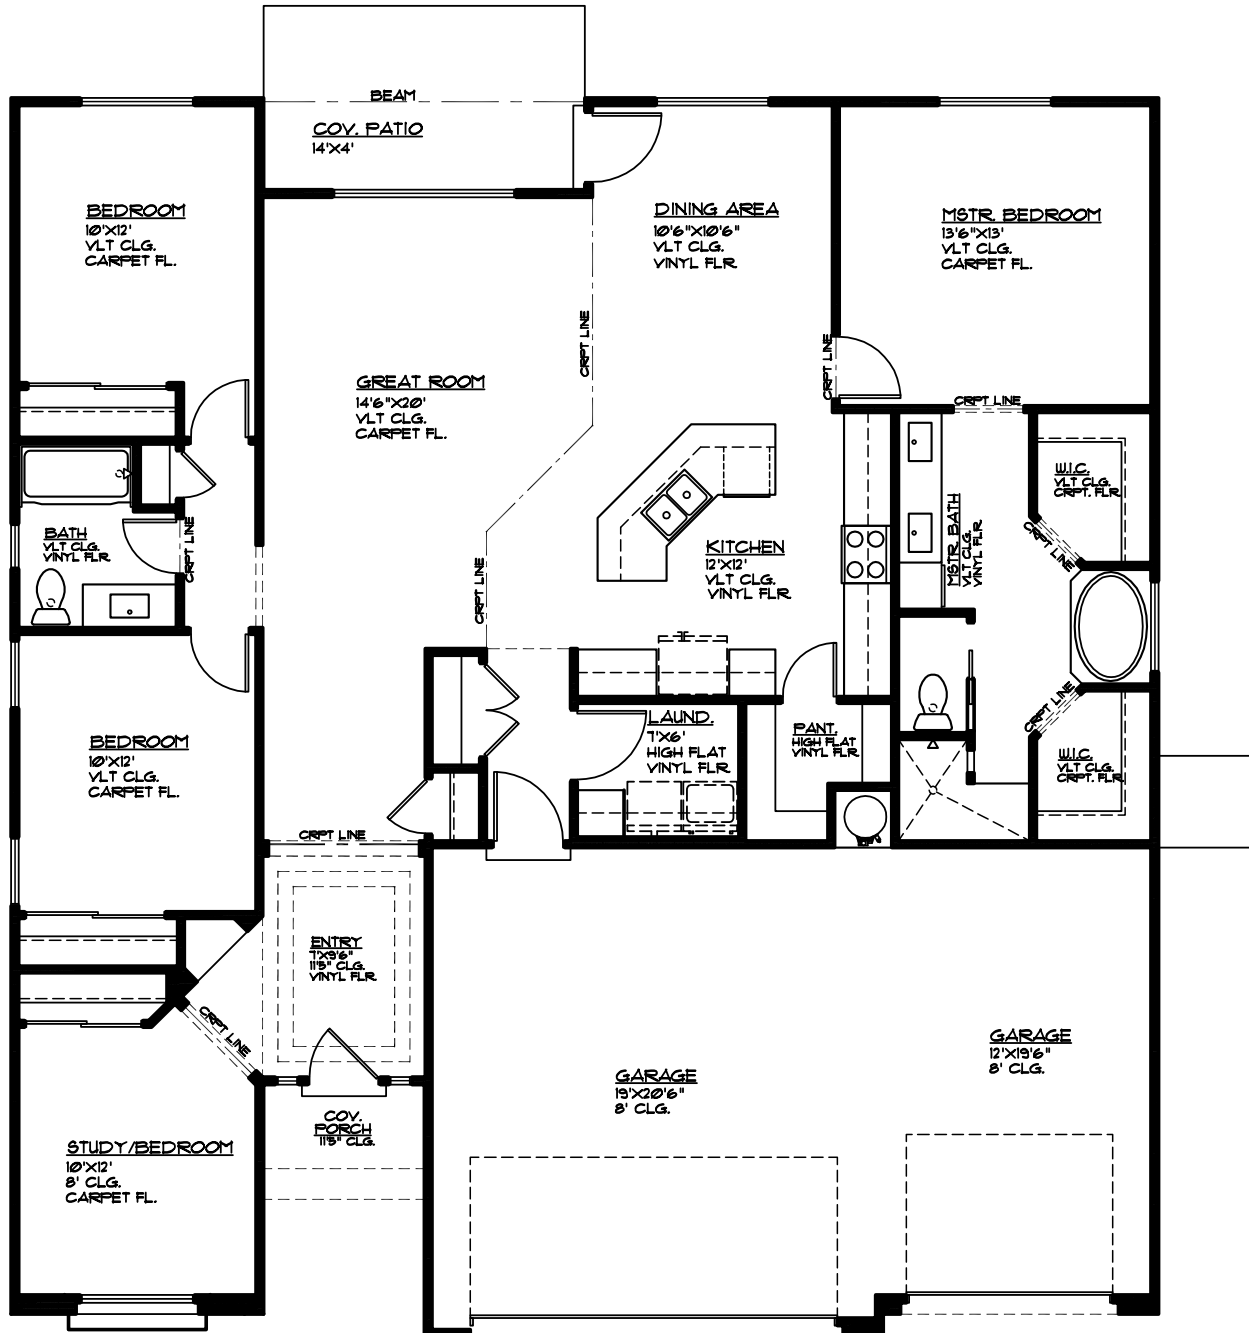 BEAM
COV. PATIO
14'X4'
BEDROOM
10'X12'
VLT CLG.
CARPET FL.
DINING AREA
10'6"X10'6"
VLT CLG.
VINYL FLR.
MSTR. BEDROOM
13'6"X13'
VLT CLG.
CARPET FL.
CRPT LINE
CRPT LINE
GREAT ROOM
14'6"X20'
VLT CLG.
CARPET FL.
CRPT LINE
W.I.C.
VLT CLG.
CRPT. FLR.
BATH
VLT CLG.
VINYL FLR.
CRPT LINE
CRPT LINE
KITCHEN
12'X12'
VLT CLG.
VINYL FLR.
MSTR BATH
VLT CLG.
VINYL FLR.
CRPT LINE
BEDROOM
10'X12'
VLT CLG.
CARPET FL.
LAUND.
7'X6'
HIGH FLAT
VINYL FLR.
PANT.
HIGH FLAT
VINYL FLR.
CRPT LINE
W.I.C.
VLT CLG.
CRPT. FLR.
CRPT LINE
ENTRY
7'X9'6"
11'5" CLG.
VINYL FLR.
CRPT LINE
GARAGE
19'X20'6"
8' CLG.
GARAGE
12'X19'6"
8' CLG.
COV.
PORCH
11'5" CLG.
STUDY/BEDROOM
10'X12'
8' CLG.
CARPET FL.